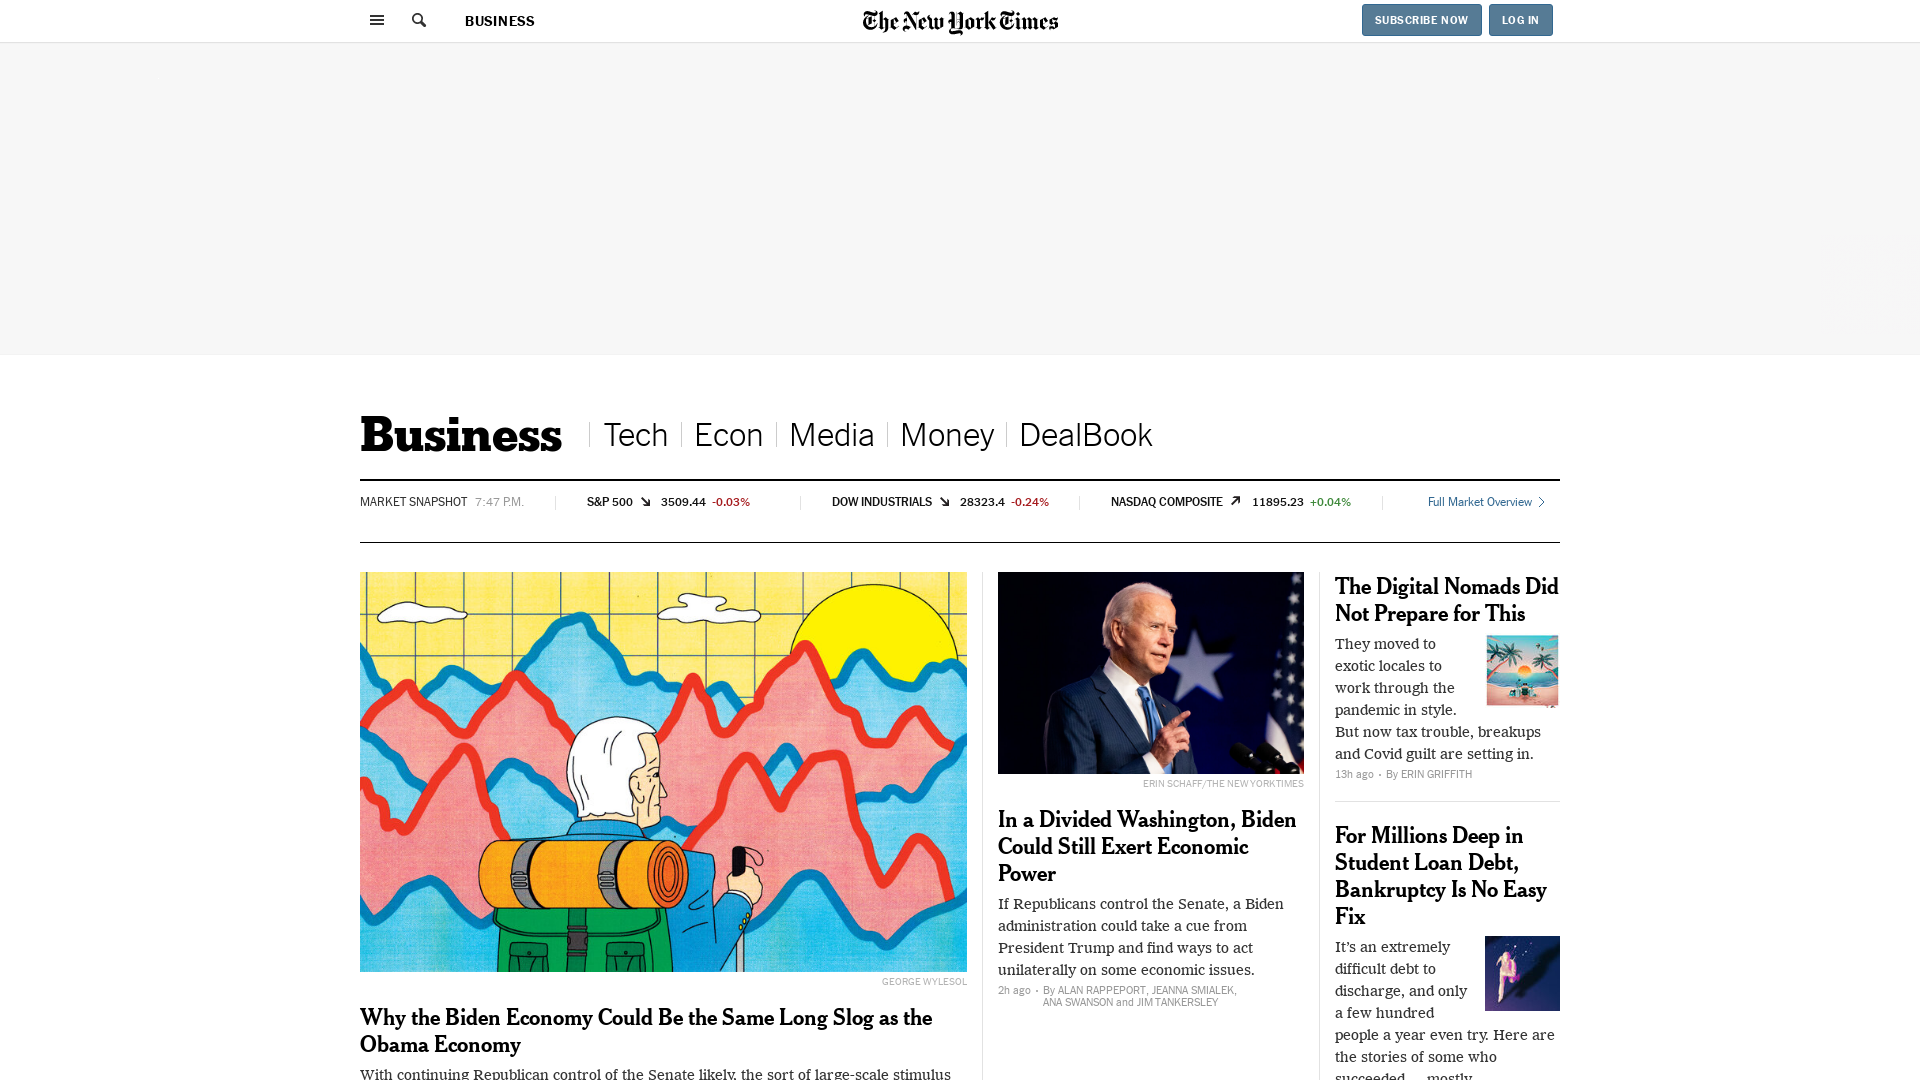 BUSINESS
The New York Times
SUBSCRIBE NOW
LOG IN
Business
Tech
Econ
Media
Money
DealBook
MARKET SNAPSHOT 7:47 P.M.
S&P 500 3509.44 -0.03%
DOW INDUSTRIALS 28323.4 -0.24%
NASDAQ COMPOSITE 11895.23 +0.04%
Full Market Overview
GEORGE WYLESOL
Why the Biden Economy Could Be the Same Long Slog as the
Obama Economy
With continuing Republican control of the Senate likely, the sort of large-scale stimulus
ERIN SCHAFF/THE NEW YORK TIMES
In a Divided Washington, Biden
Could Still Exert Economic
Power
If Republicans control the Senate, a Biden
administration could take a cue from
President Trump and find ways to act
unilaterally on some economic issues.
2h ago • By ALAN RAPPEPORT, JEANNA SMIALEK,
ANA SWANSON and JIM TANKERSLEY
The Digital Nomads Did
Not Prepare for This
They moved to
exotic locales to
work through the
pandemic in style.
But now tax trouble, breakups
and Covid guilt are setting in.
13h ago • By ERIN GRIFFITH
For Millions Deep in
Student Loan Debt,
Bankruptcy Is No Easy
Fix
It’s an extremely
difficult debt to
discharge, and only
a few hundred
people a year even try. Here are
the stories of some who
succeeded — mostly.